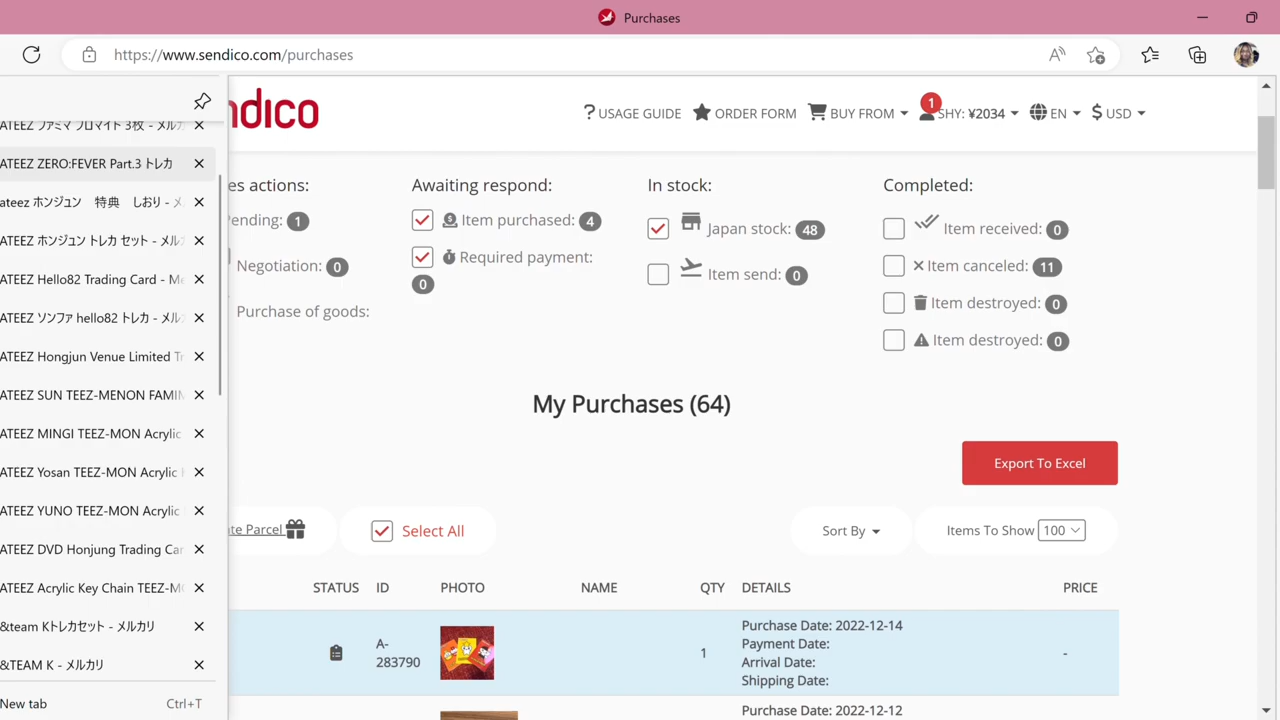 Purchases
https://www.sendico.com/purchases
ndico
? USAGE GUIDE
ORDER FORM
BUY FROM
1
SHY: ¥2034
EN
$ USD
ATEEZ ファミマ ブロマイド 3枚 - メルカ
ATEEZ ZERO:FEVER Part.3 トレカ
ateez ホンジュン 特典 しおり - メ
ATEEZ ホンジュン トレカ セット - メルカ
ATEEZ Hello82 Trading Card - Me
ATEEZ ソンファ hello82 トレカ - メルカ
ATEEZ Hongjun Venue Limited Tr
ATEEZ SUN TEEZ-MENON FAMIM
ATEEZ MINGI TEEZ-MON Acrylic
ATEEZ Yosan TEEZ-MON Acrylic
ATEEZ YUNO TEEZ-MON Acrylic
ATEEZ DVD Honjung Trading Car
ATEEZ Acrylic Key Chain TEEZ-MO
&team Kトレカセット - メルカリ
&TEAM K - メルカリ
New tab
Ctrl+T
es actions:
ending: 1
Negotiation: 0
Purchase of goods:
Awaiting respond:
Item purchased: 4
Required payment:
0
In stock:
Japan stock: 48
Item send: 0
Completed:
Item received: 0
Item canceled: 11
Item destroyed: 0
Item destroyed: 0
My Purchases (64)
Export To Excel
te Parcel
Select All
Sort By
Items To Show 100
STATUS ID PHOTO NAME QTY DETAILS PRICE
A-
283790
1
Purchase Date: 2022-12-14
Payment Date:
Arrival Date:
Shipping Date:
-
Purchase Date: 2022-12-12